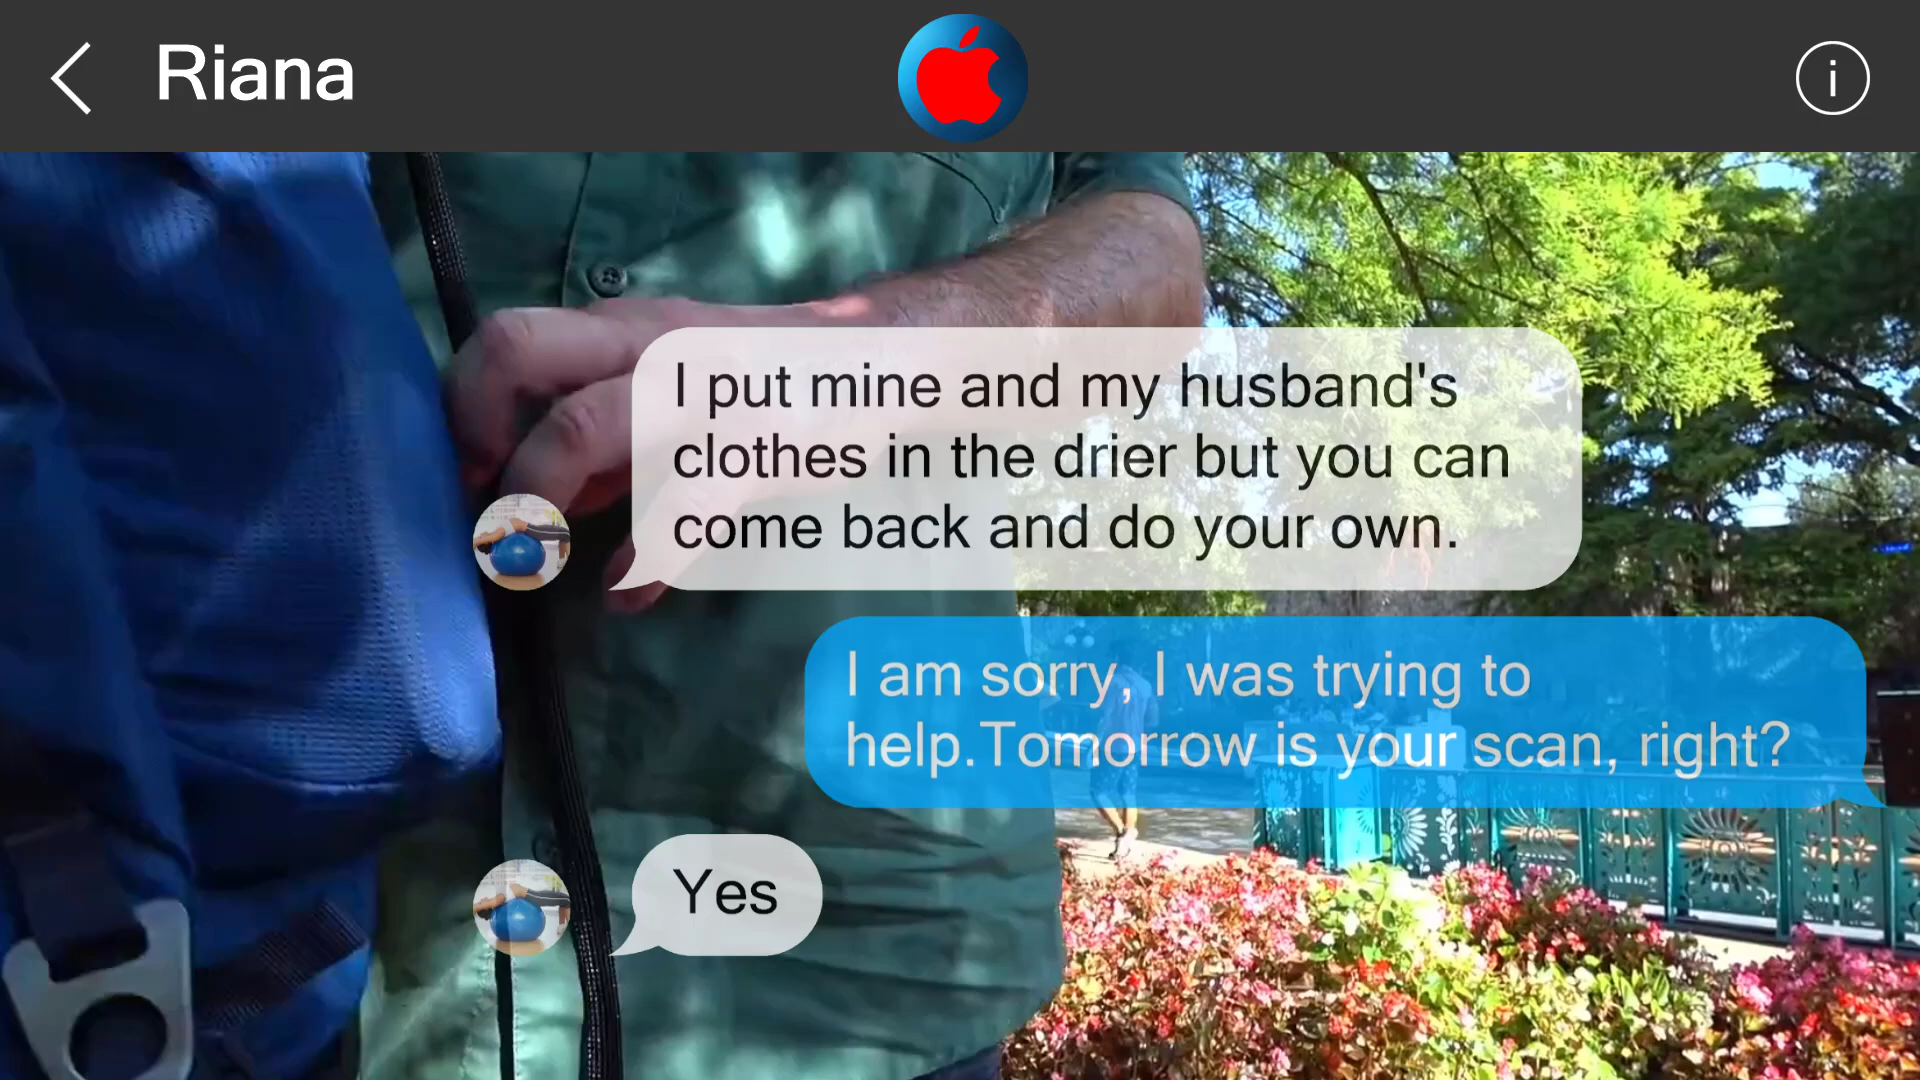 Riana
I put mine and my husband's
clothes in the drier but you can
come back and do your own.
I am sorry, I was trying to
help.Tomorrow is your scan, right?
Yes